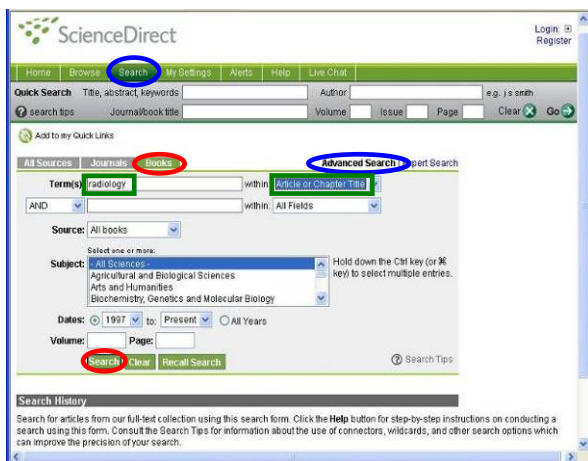 ScienceDirect
Login:
Register
Home Browse Search My Settings Alerts Help Live Chat
Quick Search Title, abstract, keywords Author e.g. j s smith
? search tips Journal/book title Volume Issue Page Clear Go
Add to my Quick Links
All Sources Journals Books Advanced Search Expert Search
Term(s): radiology within: Article or Chapter Title
AND within: All Fields
Source: All books
Select one or more:
Subject: - All Sciences -
Agricultural and Biological Sciences
Arts and Humanities
Biochemistry, Genetics and Molecular Biology
Hold down the Ctrl key (or ⌘
key) to select multiple entries.
Dates: 1997 to: Present All Years
Volume: Page:
Search Clear Recall Search ? Search Tips
Search History
Search for articles from our full-text collection using this search form. Click the Help button for step-by-step instructions on conducting a
search using this form. Consult the Search Tips for information about the use of connectors, wildcards, and other search options which
can improve the precision of your search.